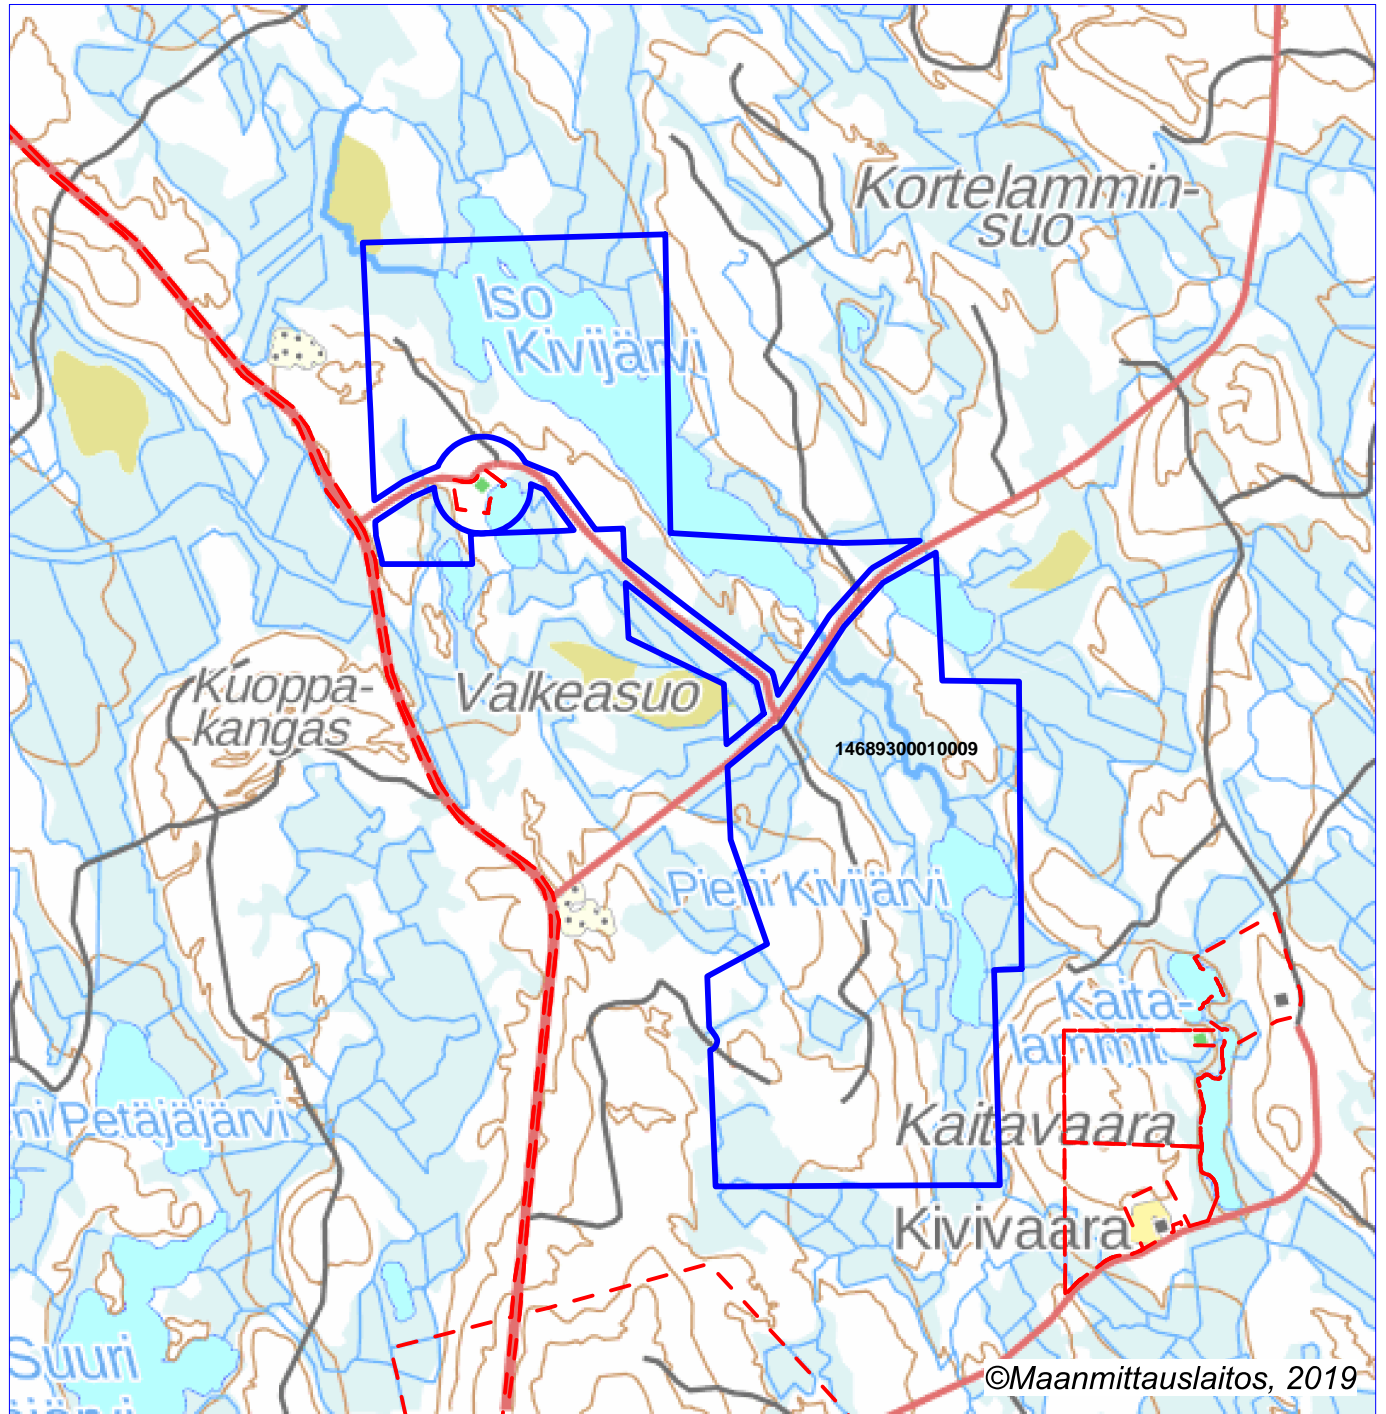 Kortelammin-
suo
Iso
Kivijärvi
Kuoppa-
kangas
Valkeasuo
14689300010009
Pieni Kivijärvi
Kaita-
lammit
ni Petäjäjärvi
Kaitavaara
Kivivaara
Suuri
©Maanmittauslaitos, 2019